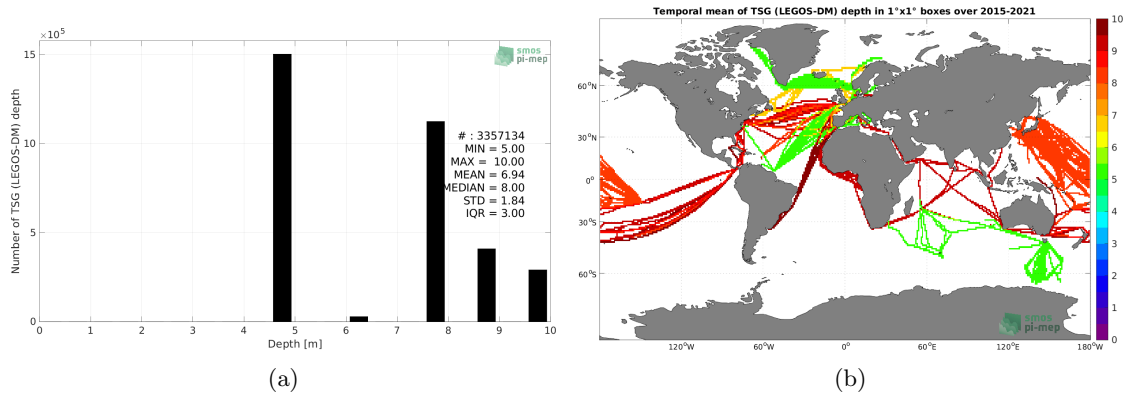 ×10⁵
15
10
5
0
Number of TSG (LEGOS-DM) depth
smos
pi-mep
# : 3357134
MIN = 5.00
MAX = 10.00
MEAN = 6.94
MEDIAN = 8.00
STD = 1.84
IQR = 3.00
0 1 2 3 4 5 6 7 8 9 10
Depth [m]
(a)
Temporal mean of TSG (LEGOS-DM) depth in 1°x1° boxes over 2015-2021
60°N
30°N
0°
30°S
60°S
120°W 60°W 0° 60°E 120°E 180°W
smos
pi-mep
10
9
8
7
6
5
4
3
2
1
0
(b)